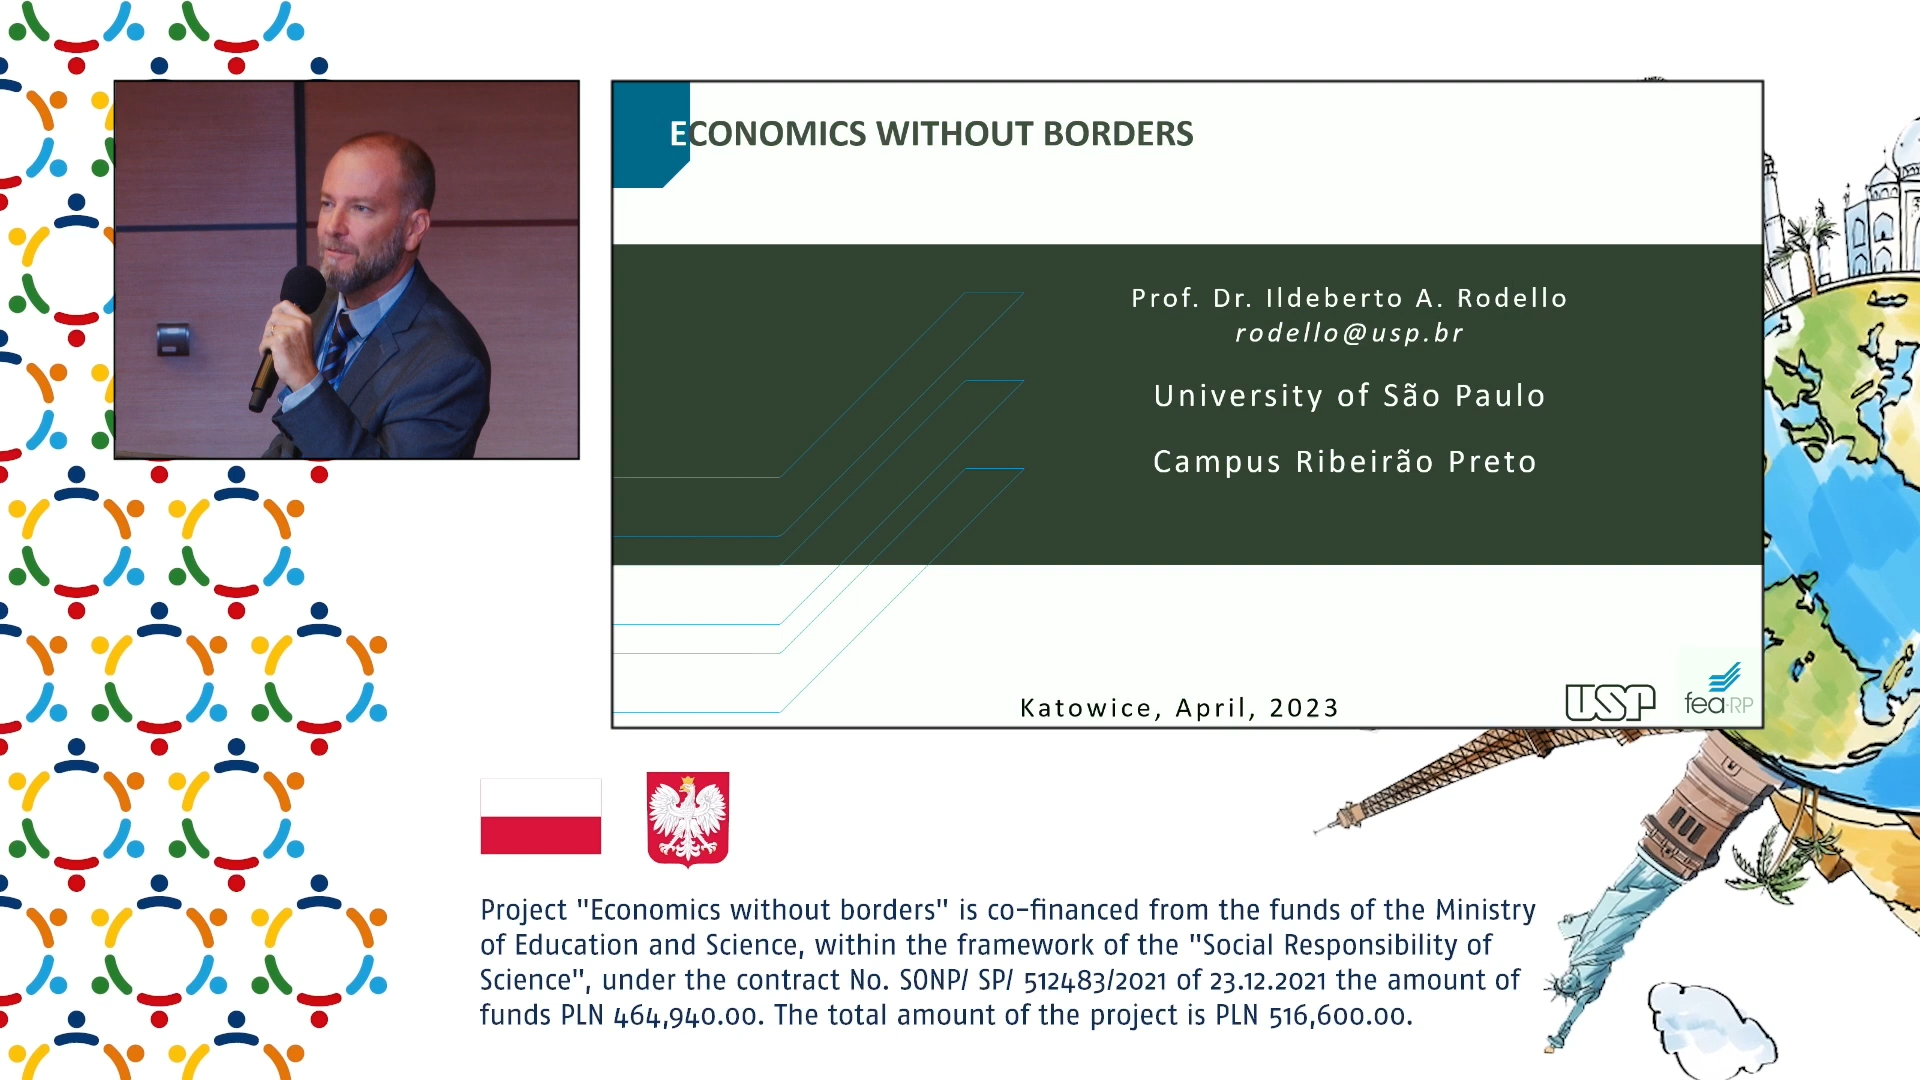 ECONOMICS WITHOUT BORDERS
Prof. Dr. Ildeberto A. Rodello
rodello@usp.br
University of São Paulo
Campus Ribeirão Preto
Katowice, April, 2023
USP
fea-RP
Project "Economics without borders" is co-financed from the funds of the Ministry
of Education and Science, within the framework of the "Social Responsibility of
Science", under the contract No. SONP/ SP/ 512483/2021 of 23.12.2021 the amount of
funds PLN 464,940.00. The total amount of the project is PLN 516,600.00.